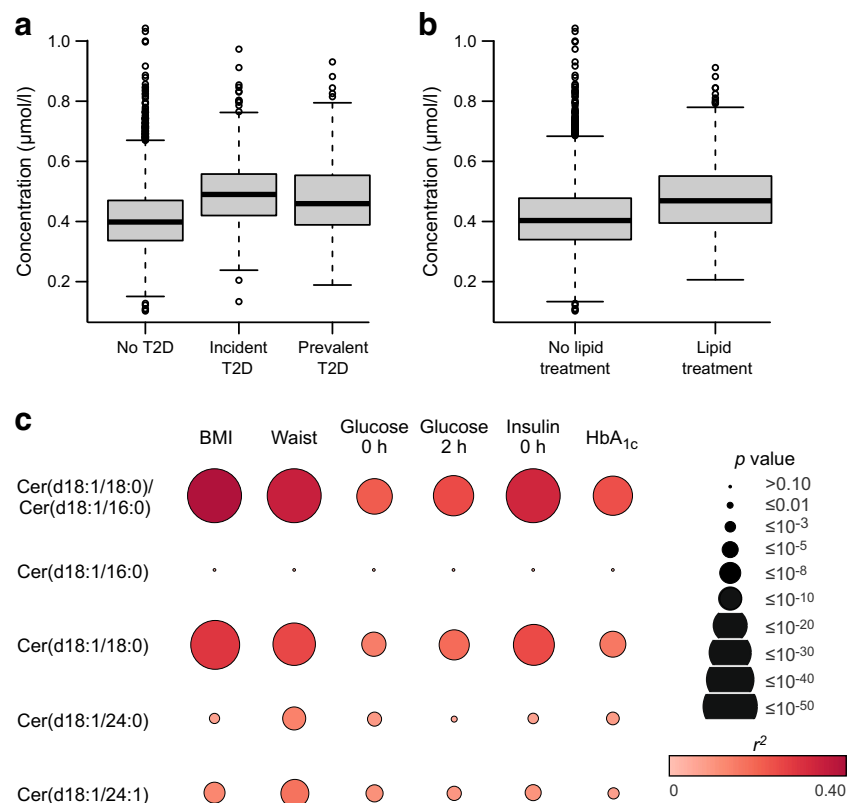 a
1.0
0.8
0.6
0.4
0.2
Concentration (µmol/l)
No T2D
Incident
T2D
Prevalent
T2D
b
1.0
0.8
0.6
0.4
0.2
Concentration (µmol/l)
No lipid
treatment
Lipid
treatment
c
BMI
Waist
Glucose
0 h
Glucose
2 h
Insulin
0 h
HbA1c
Cer(d18:1/18:0)/
Cer(d18:1/16:0)
Cer(d18:1/16:0)
Cer(d18:1/18:0)
Cer(d18:1/24:0)
Cer(d18:1/24:1)
p value
>0.10
≤0.01
≤10-3
≤10-5
≤10-8
≤10-10
≤10-20
≤10-30
≤10-40
≤10-50
r2
0 0.40